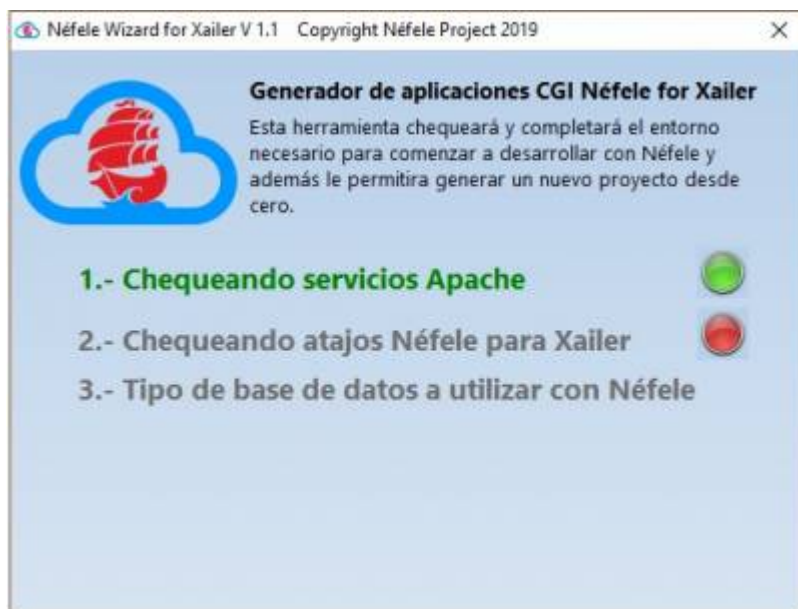 Néfele Wizard for Xailer V 1.1    Copyright Néfele Project 2019
Generador de aplicaciones CGI Néfele for Xailer
Esta herramienta chequeará y completará el entorno
necesario para comenzar a desarrollar con Néfele y
además le permitira generar un nuevo proyecto desde
cero.
1.- Chequeando servicios Apache
2.- Chequeando atajos Néfele para Xailer
3.- Tipo de base de datos a utilizar con Néfele